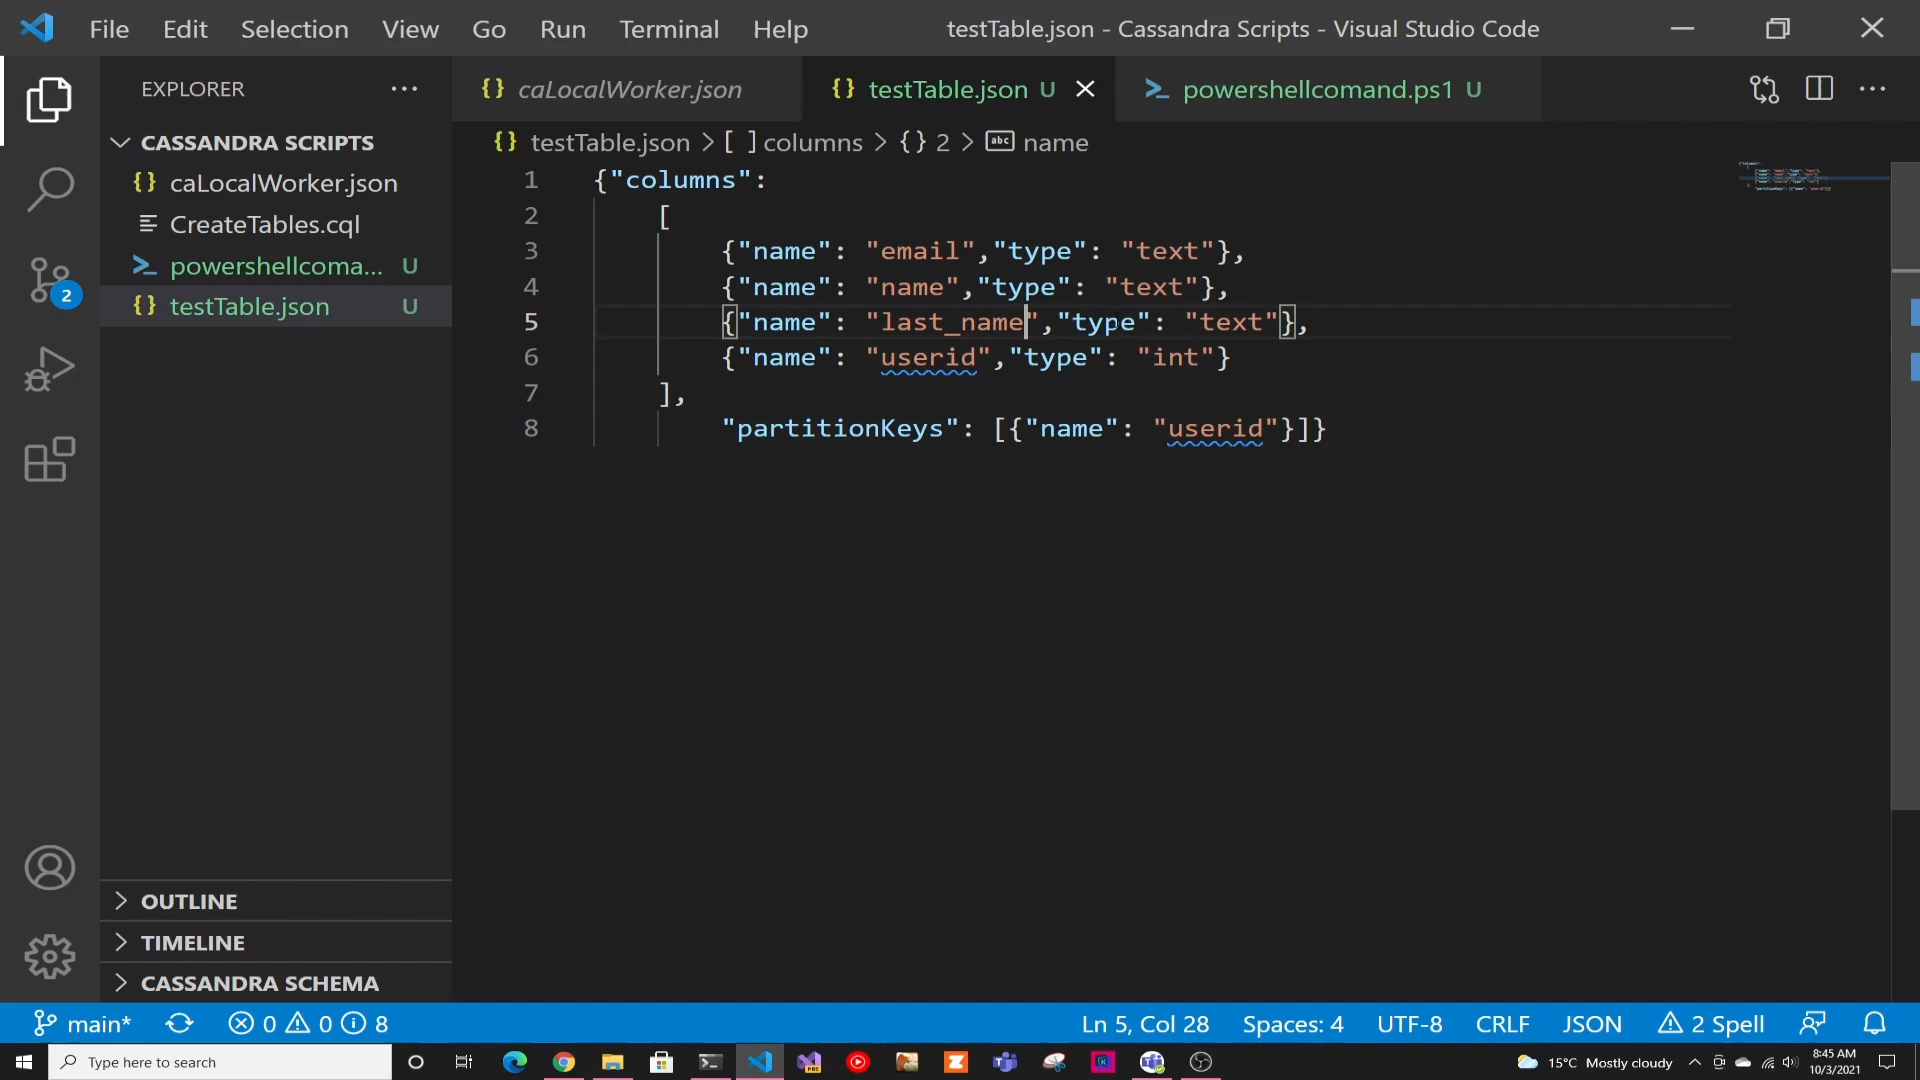 File Edit Selection View Go Run Terminal Help testTable.json - Cassandra Scripts - Visual Studio Code
EXPLORER ···
caLocalWorker.json
testTable.json U
powershellcomand.ps1 U
CASSANDRA SCRIPTS
caLocalWorker.json
CreateTables.cql
powershellcoma... U
testTable.json U
2
OUTLINE
TIMELINE
CASSANDRA SCHEMA
{} testTable.json > [ ] columns > {} 2 > abc name
1 {"columns":
2 [
3 {"name": "email","type": "text"},
4 {"name": "name","type": "text"},
5 {"name": "last_name","type": "text"},
6 {"name": "userid","type": "int"}
7 ],
8 "partitionKeys": [{"name": "userid"}]}
main* 0 0 8 Ln 5, Col 28 Spaces: 4 UTF-8 CRLF JSON 2 Spell
Type here to search
15°C Mostly cloudy
8:45 AM
10/3/2021